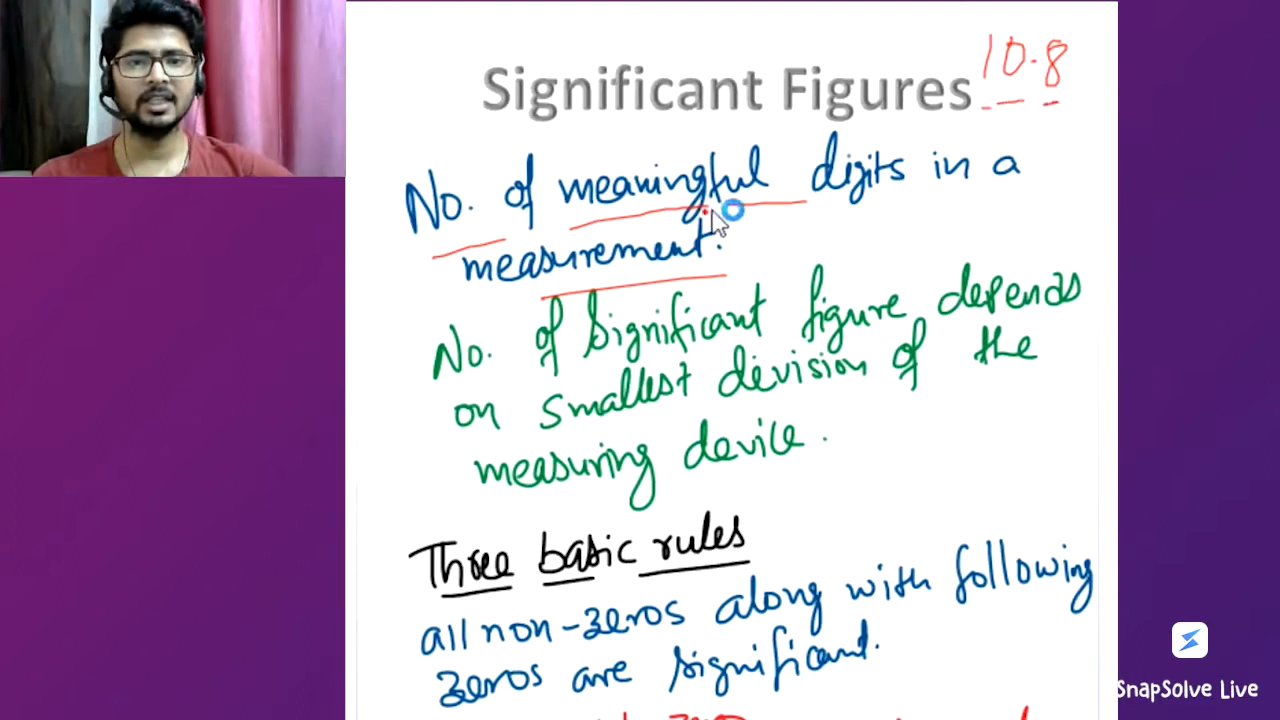 Significant Figures 10.8
No. of meaningful digits in a
measurement.
No. of significant figure depends
on smallest devision of the
measuring device.
Three basic rules
all non-zeros along with following
zeros are significant.
SnapSolve Live